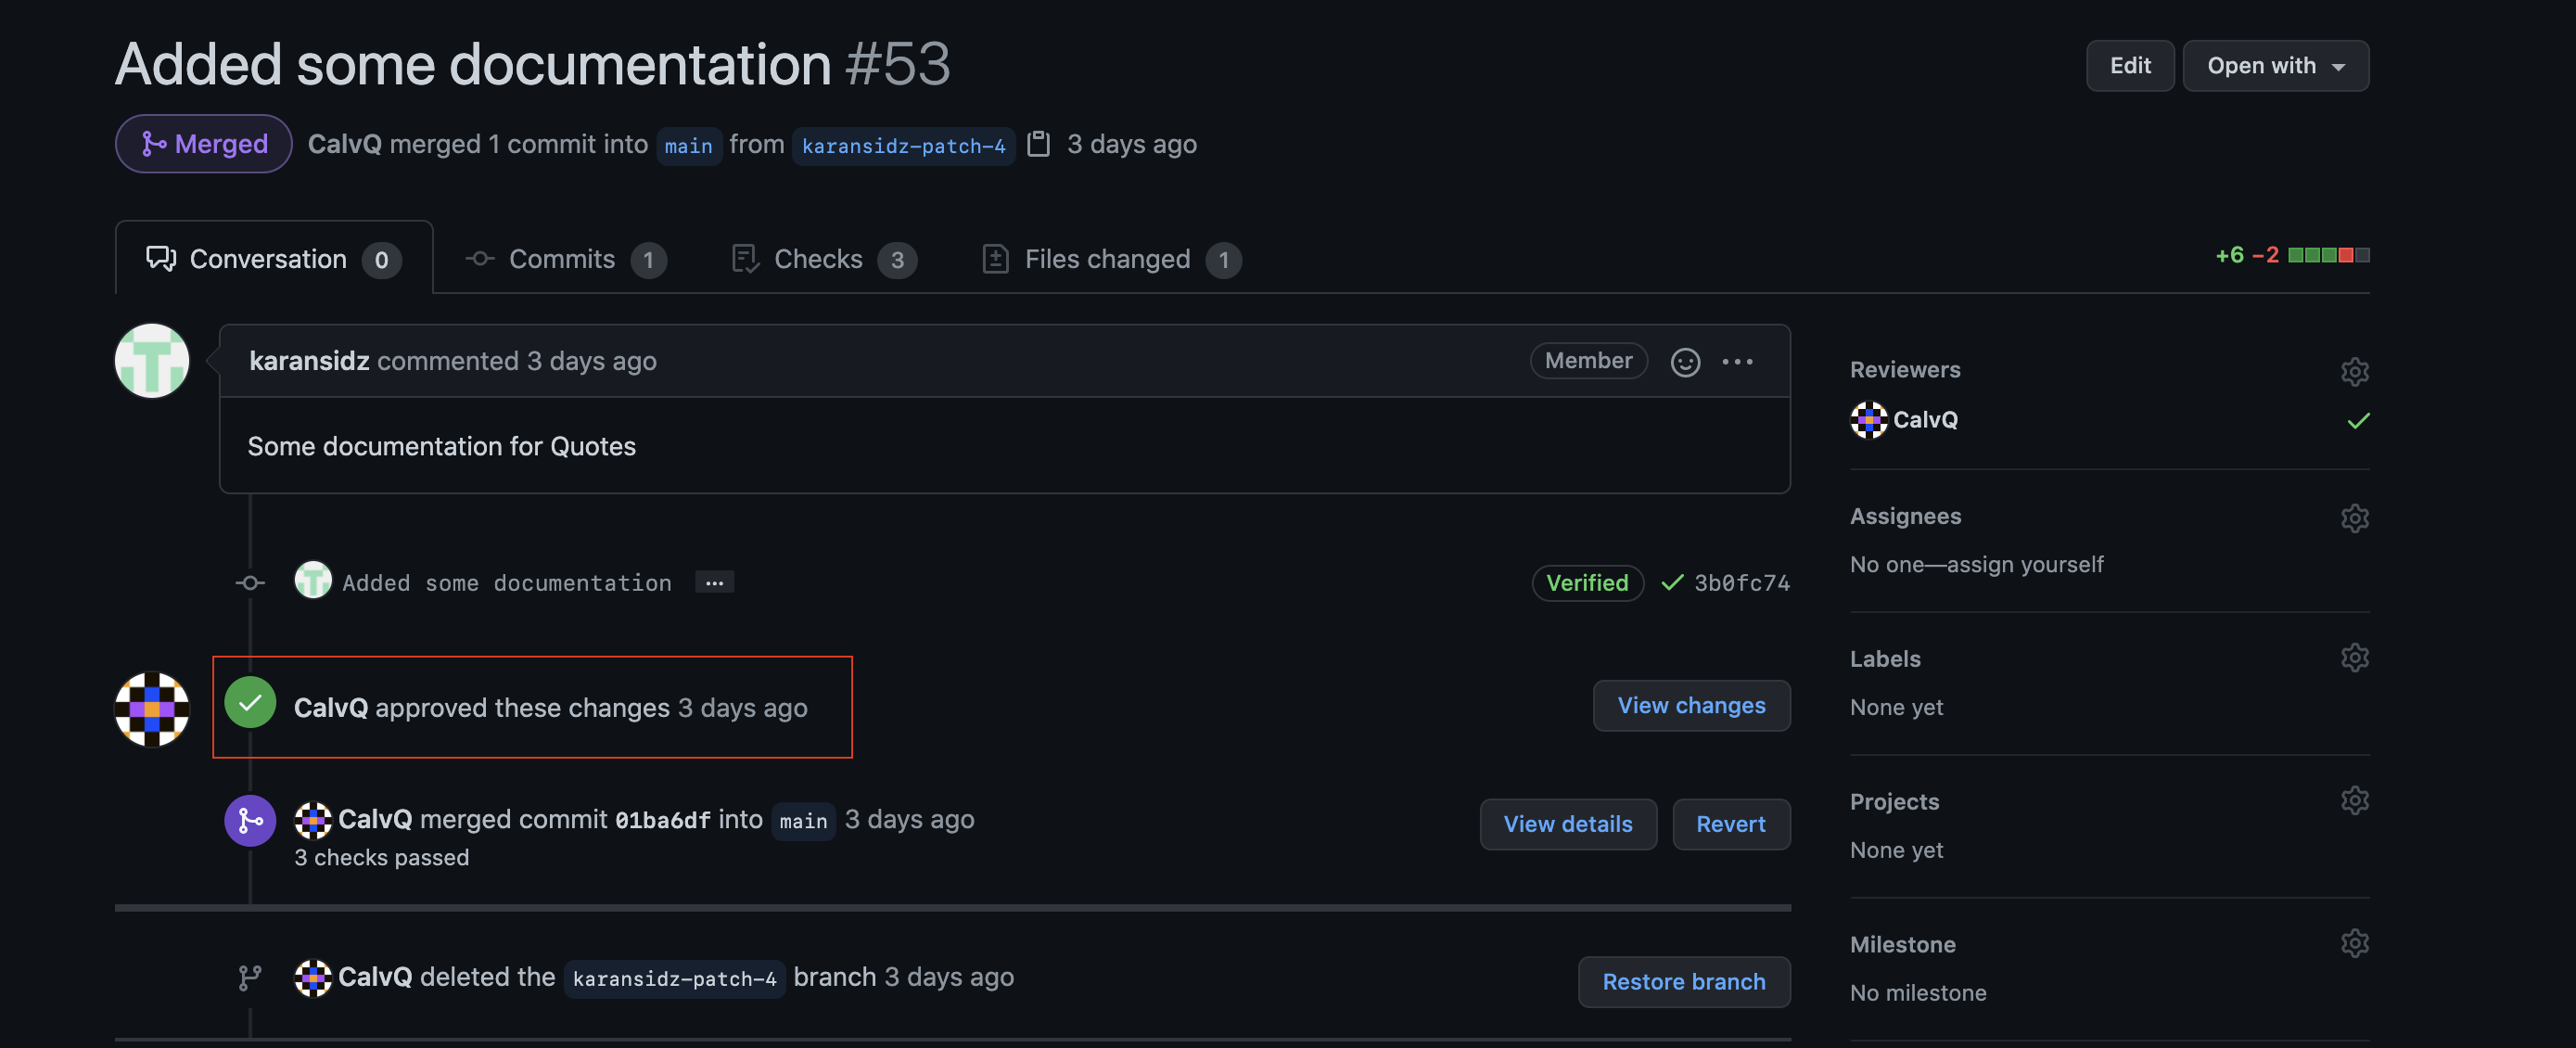 Added some documentation #53
Edit
Open with
Merged
CalvQ merged 1 commit into main from karansidz-patch-4 3 days ago
Conversation 0
Commits 1
Checks 3
Files changed 1
+6 −2
karansidz commented 3 days ago
Member
Some documentation for Quotes
Added some documentation ...
Verified
3b0fc74
CalvQ approved these changes 3 days ago
View changes
CalvQ merged commit 01ba6df into main 3 days ago
3 checks passed
View details
Revert
CalvQ deleted the karansidz-patch-4 branch 3 days ago
Restore branch
Reviewers
CalvQ
Assignees
No one—assign yourself
Labels
None yet
Projects
None yet
Milestone
No milestone